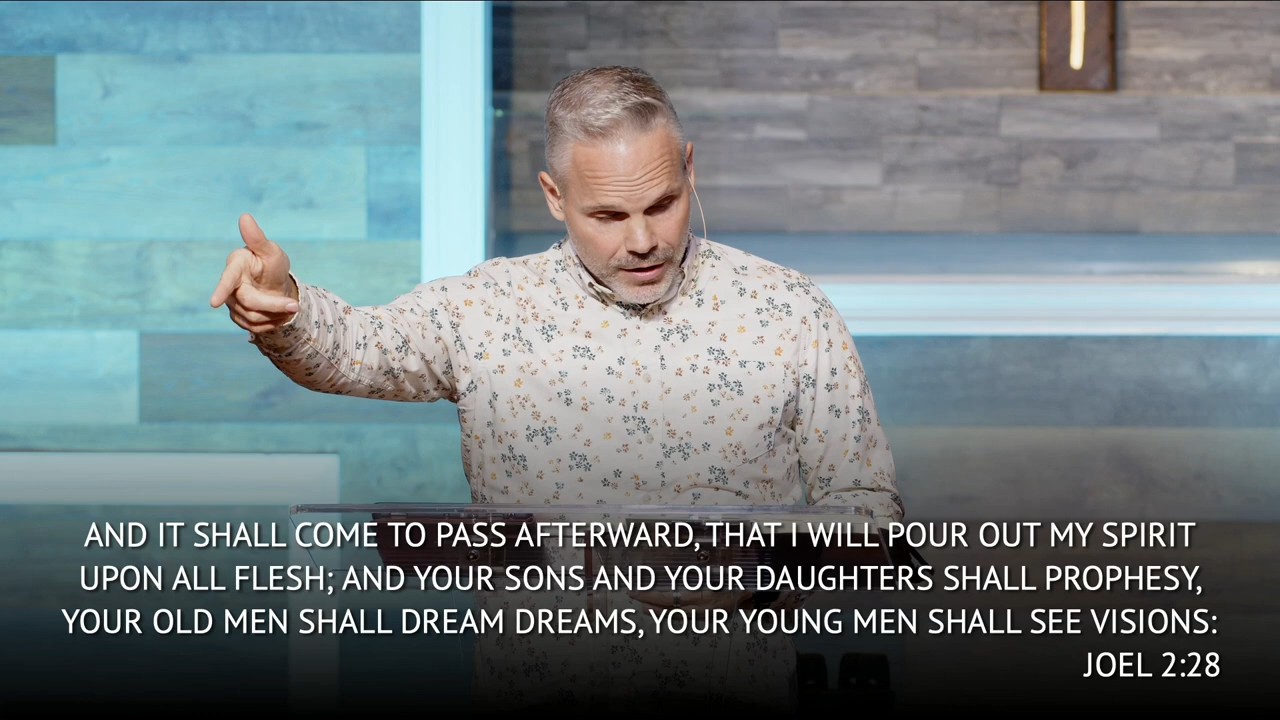 AND IT SHALL COME TO PASS AFTERWARD, THAT I WILL POUR OUT MY SPIRIT
UPON ALL FLESH; AND YOUR SONS AND YOUR DAUGHTERS SHALL PROPHESY,
YOUR OLD MEN SHALL DREAM DREAMS, YOUR YOUNG MEN SHALL SEE VISIONS:
JOEL 2:28